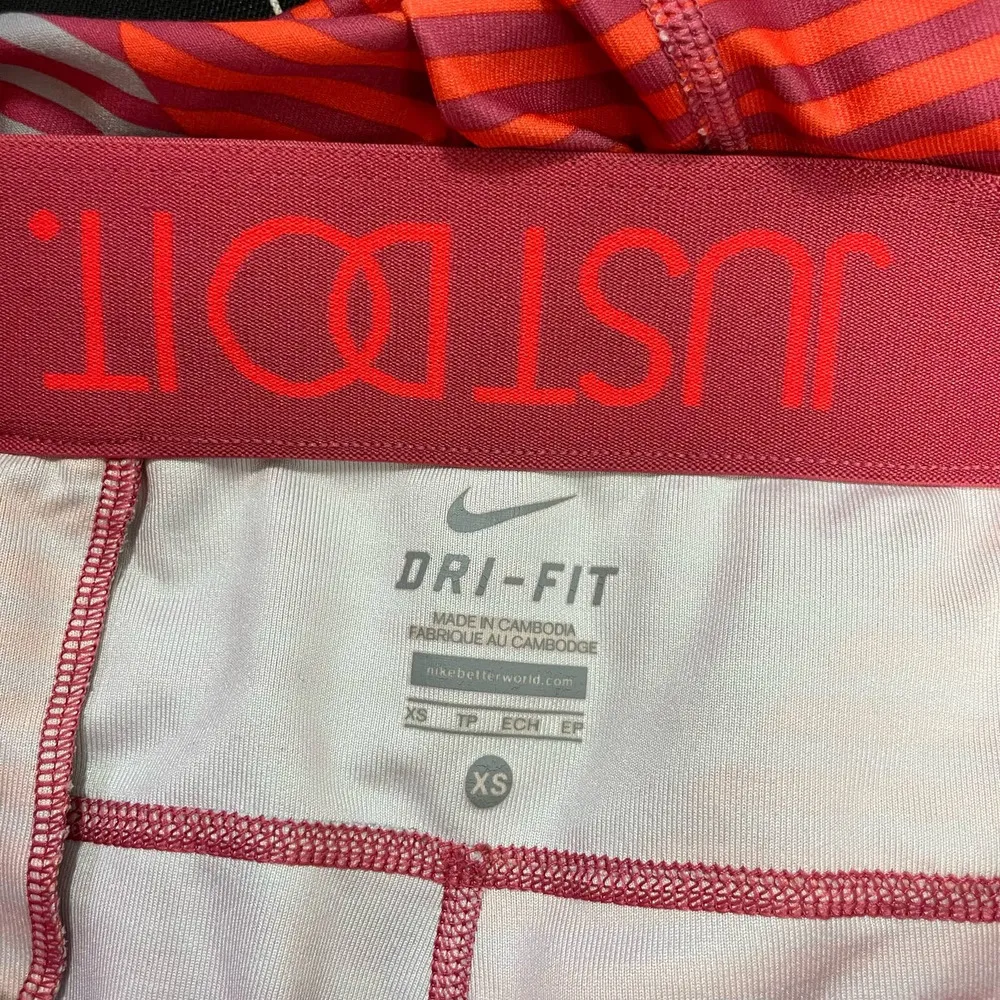 JUST DO IT.
DRI-FIT
MADE IN CAMBODIA
FABRIQUE AU CAMBODGE
nikebetterworld.com
XS TP ECH EP
XS